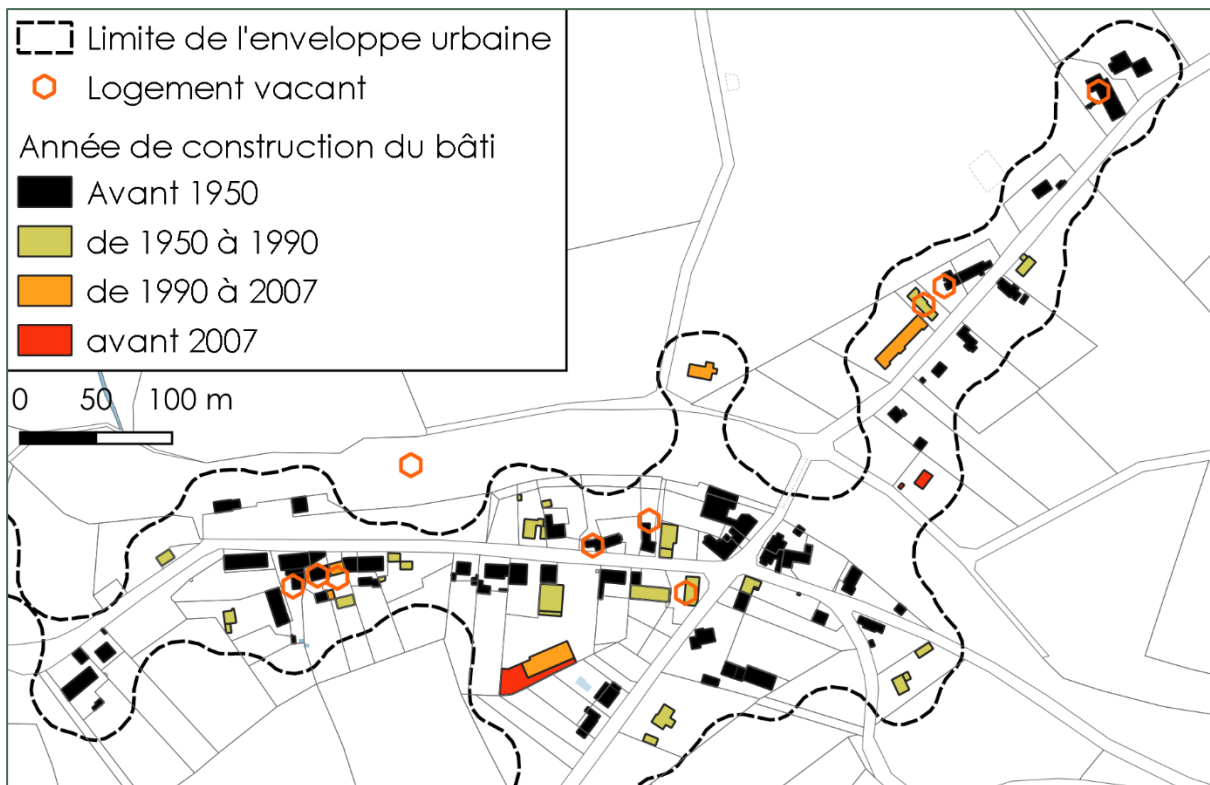 Limite de l'enveloppe urbaine
Logement vacant
Année de construction du bâti
Avant 1950
de 1950 à 1990
de 1990 à 2007
avant 2007
0 50 100 m